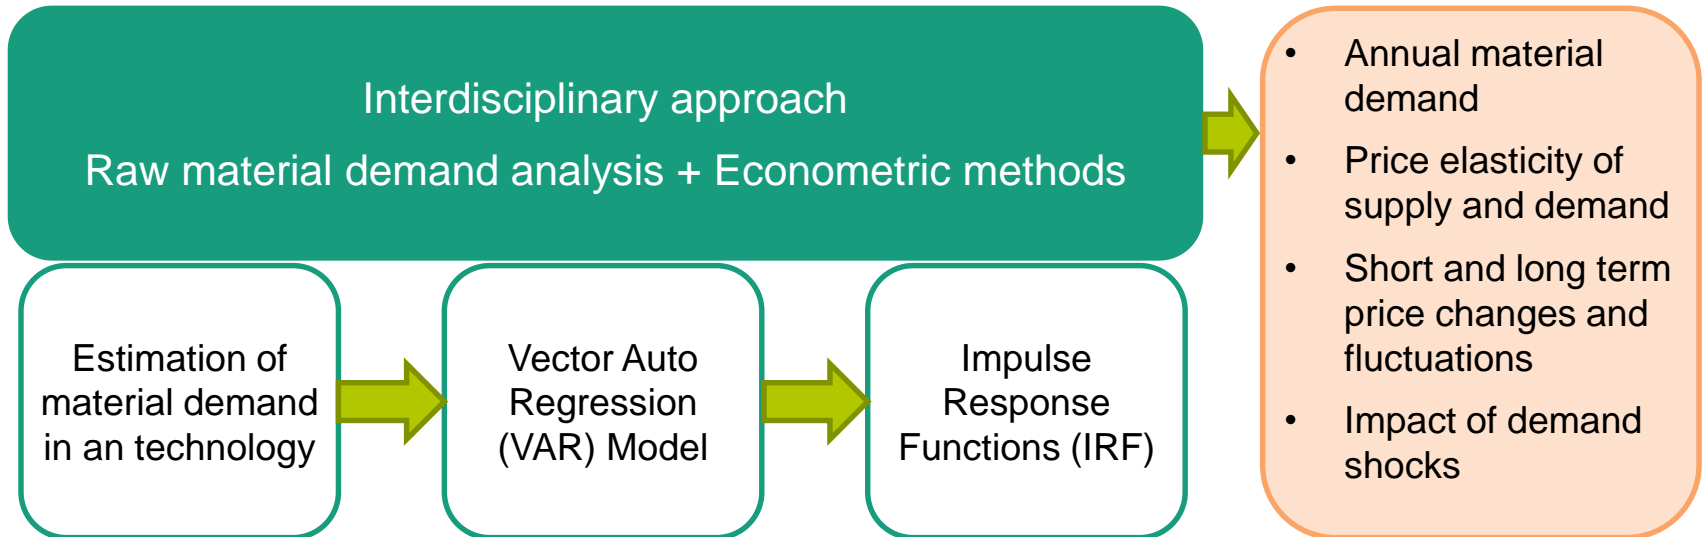 Interdisciplinary approach
Raw material demand analysis + Econometric methods
Estimation of
material demand
in an technology
Vector Auto
Regression
(VAR) Model
Impulse
Response
Functions (IRF)
• Annual material
demand
• Price elasticity of
supply and demand
• Short and long term
price changes and
fluctuations
• Impact of demand
shocks